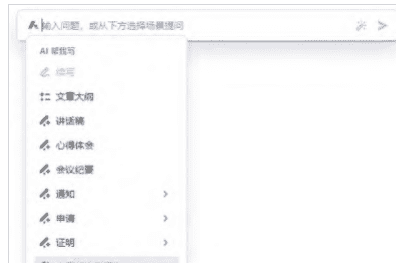 输入问题，或从下方选择场景提问
AI 帮我写
续写
文章大纲
讲话稿
心得体会
会议纪要
通知
申请
证明